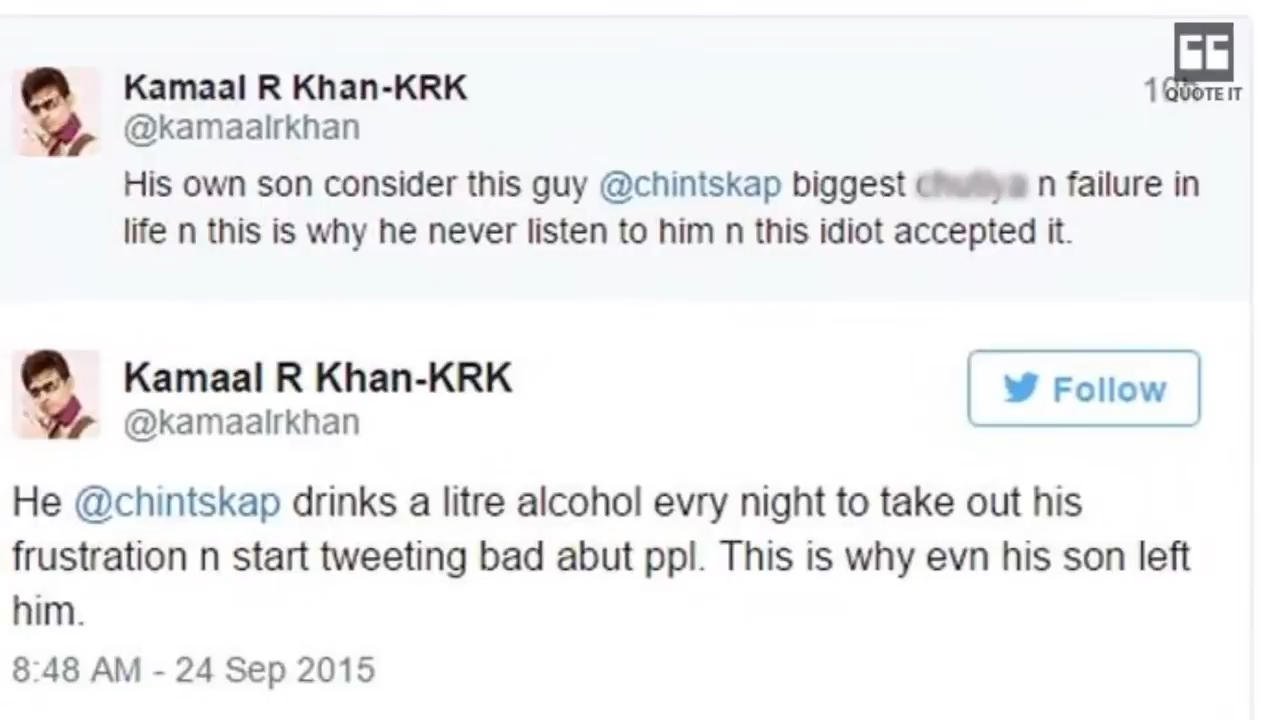 Kamaal R Khan-KRK
QUOTE IT
@kamaalrkhan
His own son consider this guy @chintskap biggest n failure in
life n this is why he never listen to him n this idiot accepted it.
Kamaal R Khan-KRK
@kamaalrkhan
Follow
He @chintskap drinks a litre alcohol evry night to take out his
frustration n start tweeting bad abut ppl. This is why evn his son left
him.
8:48 AM - 24 Sep 2015